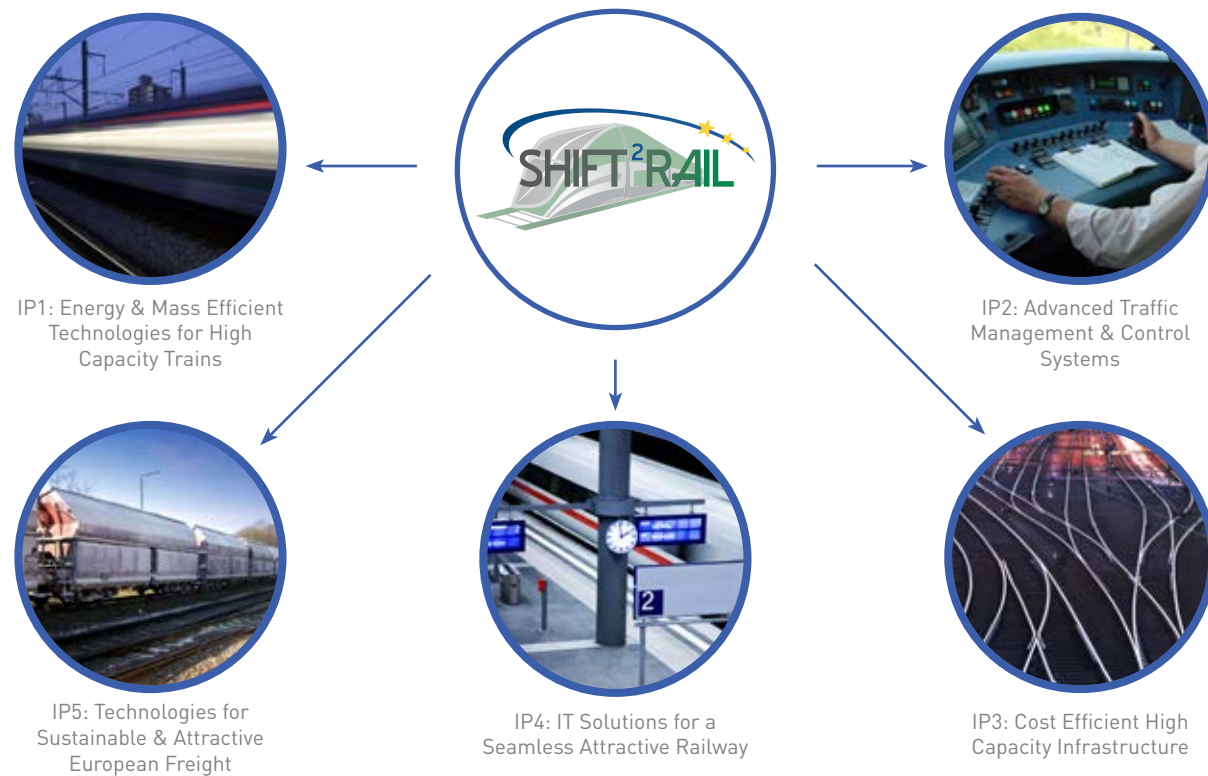 SHIFT2RAIL
IP1: Energy & Mass Efficient
Technologies for High
Capacity Trains
IP2: Advanced Traffic
Management & Control
Systems
2
IP5: Technologies for
Sustainable & Attractive
European Freight
IP4: IT Solutions for a
Seamless Attractive Railway
IP3: Cost Efficient High
Capacity Infrastructure